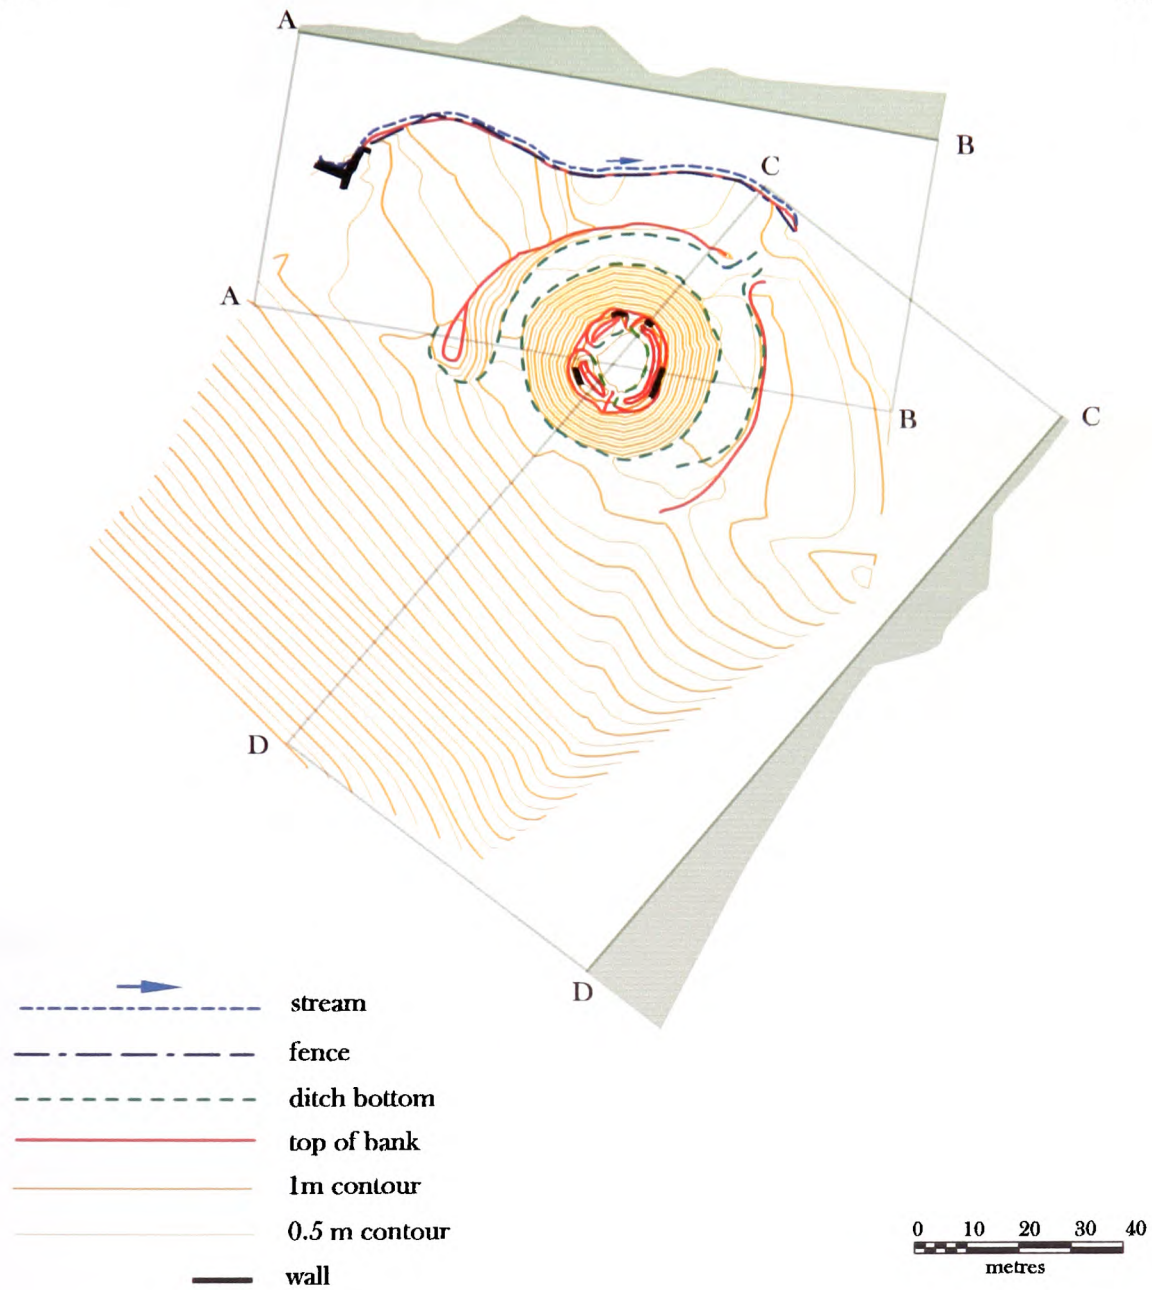 A
B
C
A
B
C
D
D
stream
fence
ditch bottom
top of bank
1m contour
0.5 m contour
wall
0 10 20 30 40
metres